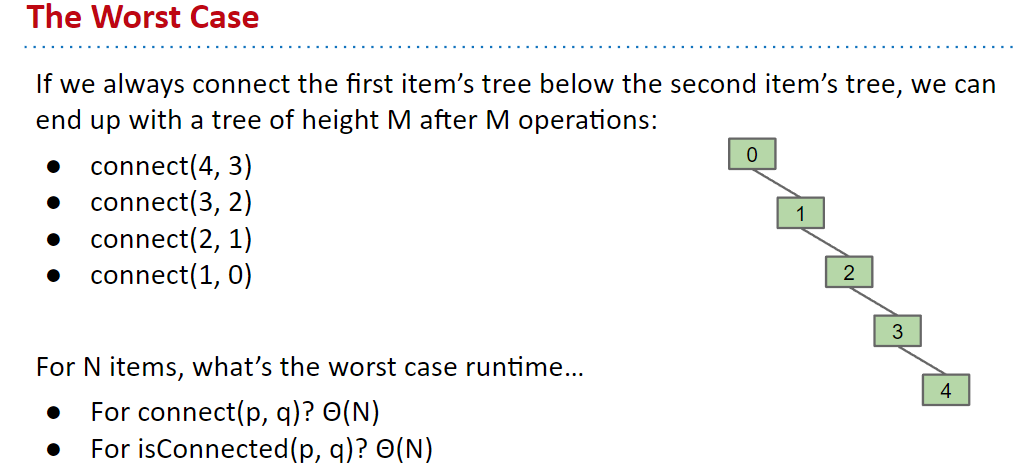 The Worst Case
If we always connect the first item’s tree below the second item’s tree, we can
end up with a tree of height M after M operations:
● connect(4, 3)
● connect(3, 2)
● connect(2, 1)
● connect(1, 0)
0
1
2
3
4
For N items, what’s the worst case runtime…
● For connect(p, q)? Θ(N)
● For isConnected(p, q)? Θ(N)